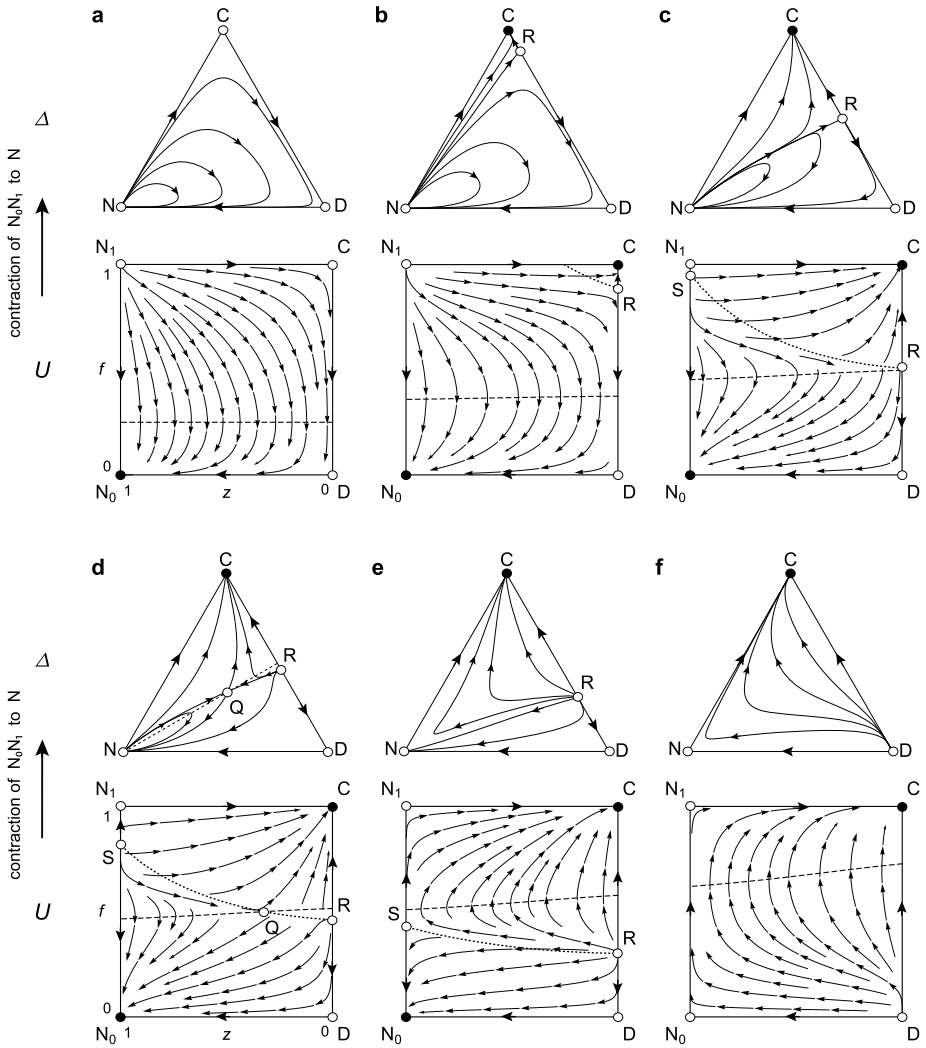 a
b
c
C
C
C
R
R
Δ
N
D
N
D
N
D
contraction of N₀N₁ to N
N₁
C
N₁
C
N₁
C
1
S
R
U
f
R
0
N₀
1
z
0
D
N₀
D
N₀
D
d
e
f
C
C
C
Δ
R
R
Q
N
D
N
D
N
D
contraction of N₀N₁ to N
N₁
C
N₁
C
N₁
C
1
S
U
f
R
S
Q
R
0
N₀
1
z
0
D
N₀
D
N₀
D